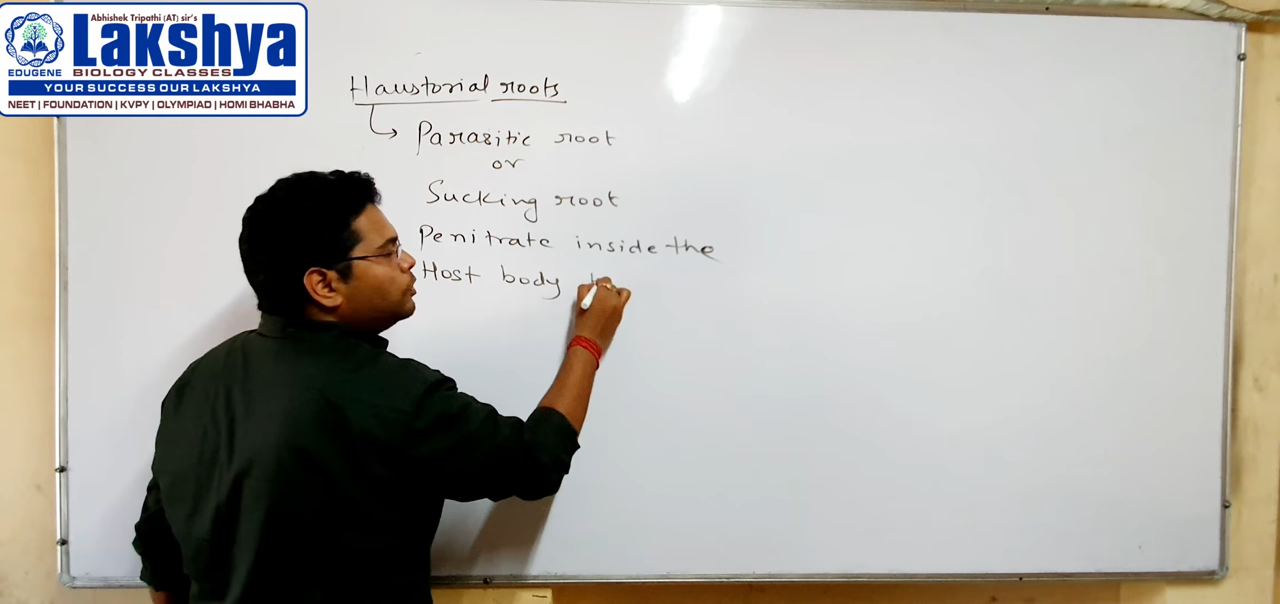 Abhishek Tripathi (AT) sir's
Lakshya
EDUGENE
BIOLOGY CLASSES
YOUR SUCCESS OUR LAKSHYA
NEET | FOUNDATION | KVPY | OLYMPIAD | HOMI BHABHA
Haustorial roots
Parasitic root
or
Sucking root
Penitrate inside the
Host body